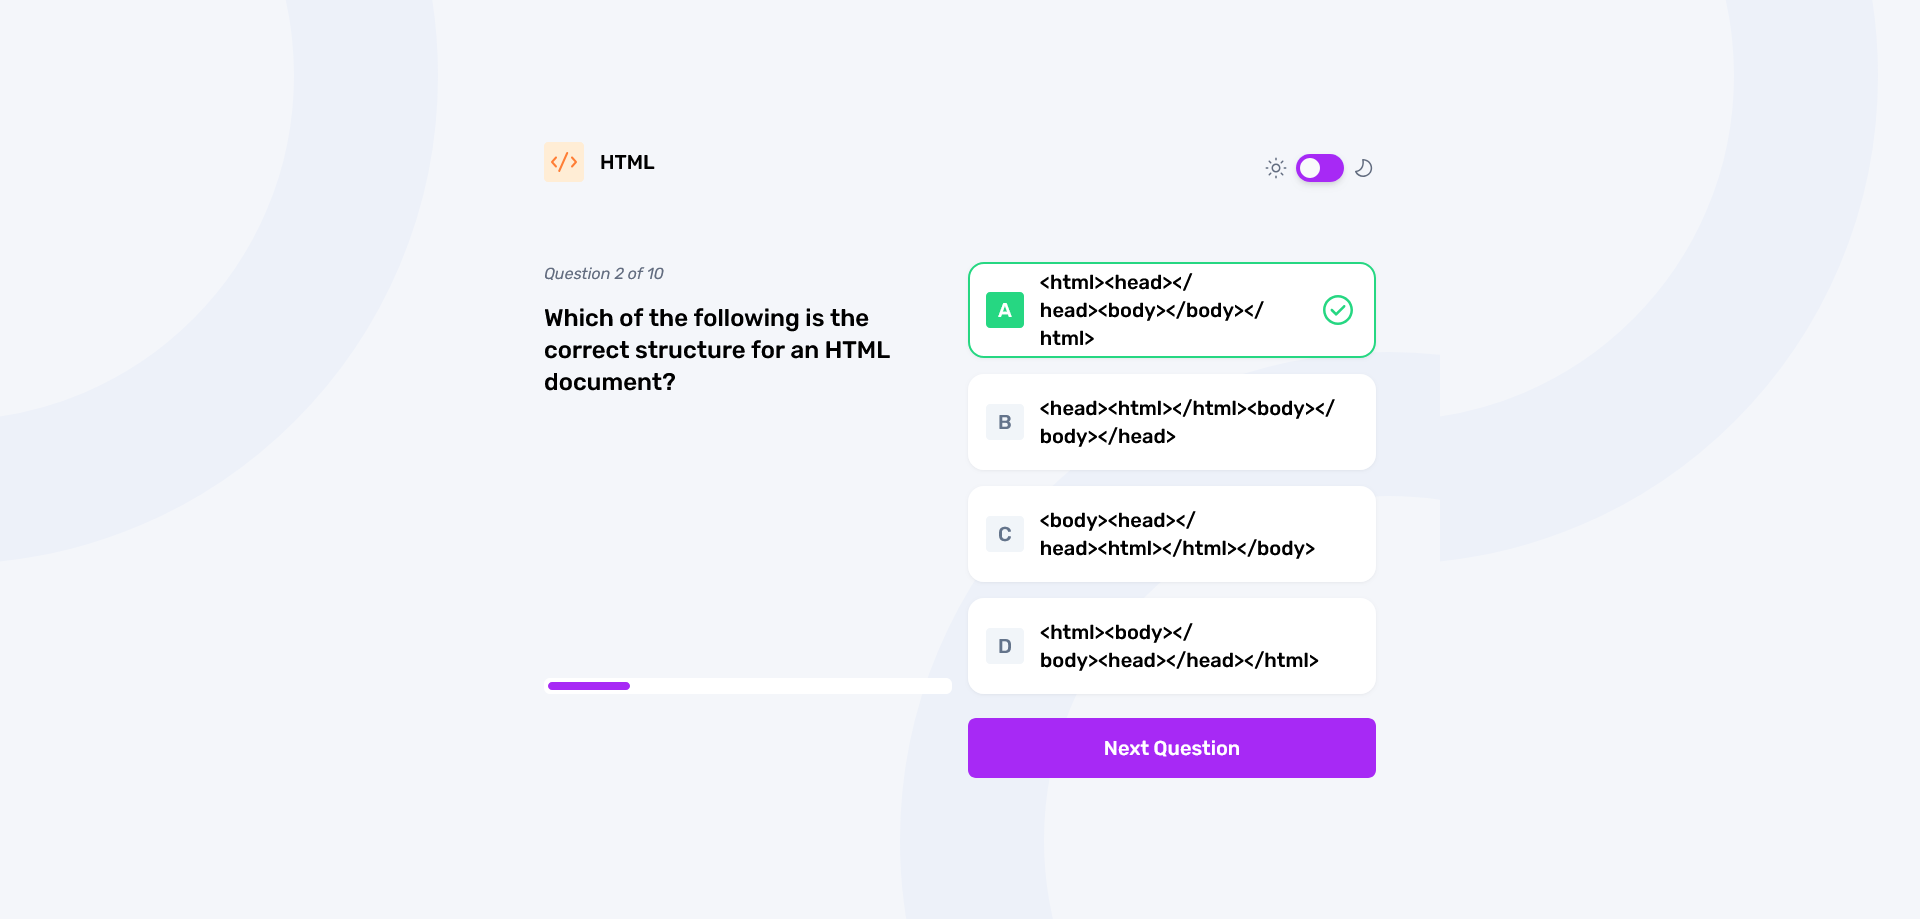 HTML
Question 2 of 10
Which of the following is the
correct structure for an HTML
document?
A
<html><head></
head><body></body></
html>
B
<head><html></html><body></
body></head>
C
<body><head></
head><html></html></body>
D
<html><body></
body><head></head></html>
Next Question